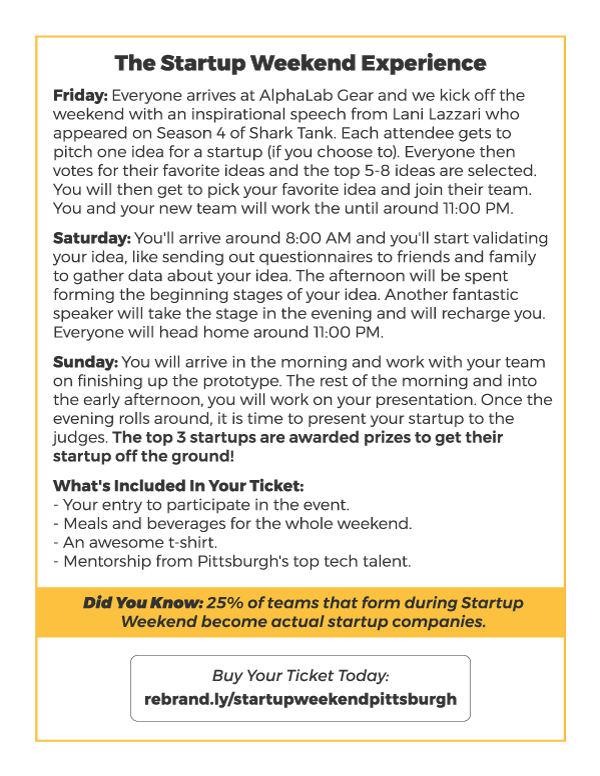 The Startup Weekend Experience
Friday: Everyone arrives at AlphaLab Gear and we kick off the
weekend with an inspirational speech from Lani Lazzari who
appeared on Season 4 of Shark Tank. Each attendee gets to
pitch one idea for a startup (if you choose to). Everyone then
votes for their favorite ideas and the top 5-8 ideas are selected.
You will then get to pick your favorite idea and join their team.
You and your new team will work the until around 11:00 PM.
Saturday: You'll arrive around 8:00 AM and you'll start validating
your idea, like sending out questionnaires to friends and family
to gather data about your idea. The afternoon will be spent
forming the beginning stages of your idea. Another fantastic
speaker will take the stage in the evening and will recharge you.
Everyone will head home around 11:00 PM.
Sunday: You will arrive in the morning and work with your team
on finishing up the prototype. The rest of the morning and into
the early afternoon, you will work on your presentation. Once the
evening rolls around, it is time to present your startup to the
judges. The top 3 startups are awarded prizes to get their
startup off the ground!
What's Included In Your Ticket:
- Your entry to participate in the event.
- Meals and beverages for the whole weekend.
- An awesome t-shirt.
- Mentorship from Pittsburgh's top tech talent.
Did You Know: 25% of teams that form during Startup
Weekend become actual startup companies.
Buy Your Ticket Today:
rebrand.ly/startupweekendpittsburgh